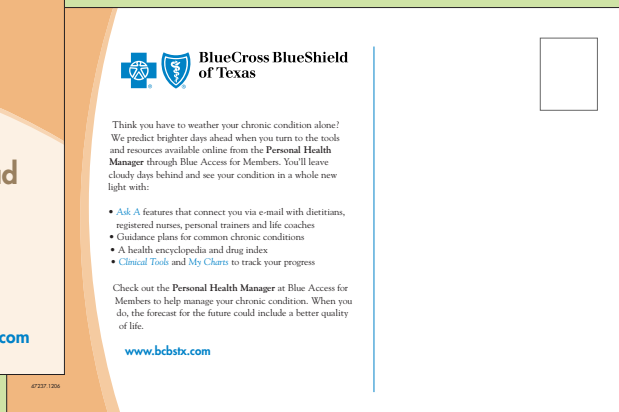 BlueCross BlueShield
of Texas
Think you have to weather your chronic condition alone?
We predict brighter days ahead when you turn to the tools
and resources available online from the Personal Health
Manager through Blue Access for Members. You'll leave
cloudy days behind and see your condition in a whole new
light with:
• Ask A features that connect you via e-mail with dietitians,
registered nurses, personal trainers and life coaches
• Guidance plans for common chronic conditions
• A health encyclopedia and drug index
• Clinical Tools and My Charts to track your progress
Check out the Personal Health Manager at Blue Access for
Members to help manage your chronic condition. When you
do, the forecast for the future could include a better quality
of life.
www.bcbstx.com
d
com
67237.1206